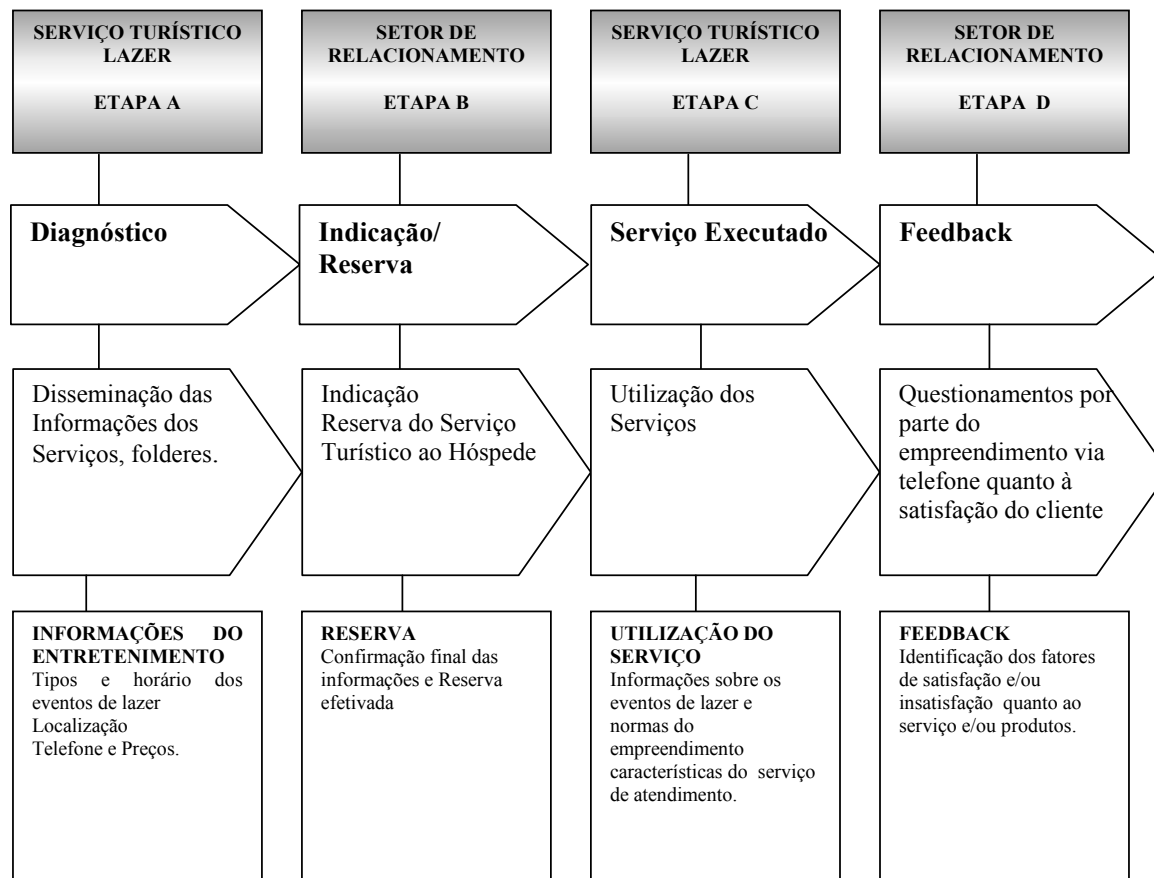 SERVIÇO TURÍSTICO
LAZER
ETAPA A
SETOR DE
RELACIONAMENTO
ETAPA B
SERVIÇO TURÍSTICO
LAZER
ETAPA C
SETOR DE
RELACIONAMENTO
ETAPA D
Diagnóstico
Indicação/
Reserva
Serviço Executado
Feedback
Disseminação das
Informações dos
Serviços, folderes.
Indicação
Reserva do Serviço
Turístico ao Hóspede
Utilização dos
Serviços
Questionamentos por
parte do
empreendimento via
telefone quanto à
satisfação do cliente
INFORMAÇÕES DO
ENTRETENIMENTO
Tipos e horário dos
eventos de lazer
Localização
Telefone e Preços.
RESERVA
Confirmação final das
informações e Reserva
efetivada
UTILIZAÇÃO DO
SERVIÇO
Informações sobre os
eventos de lazer e
normas do
empreendimento
características do serviço
de atendimento.
FEEDBACK
Identificação dos fatores
de satisfação e/ou
insatisfação quanto ao
serviço e/ou produtos.